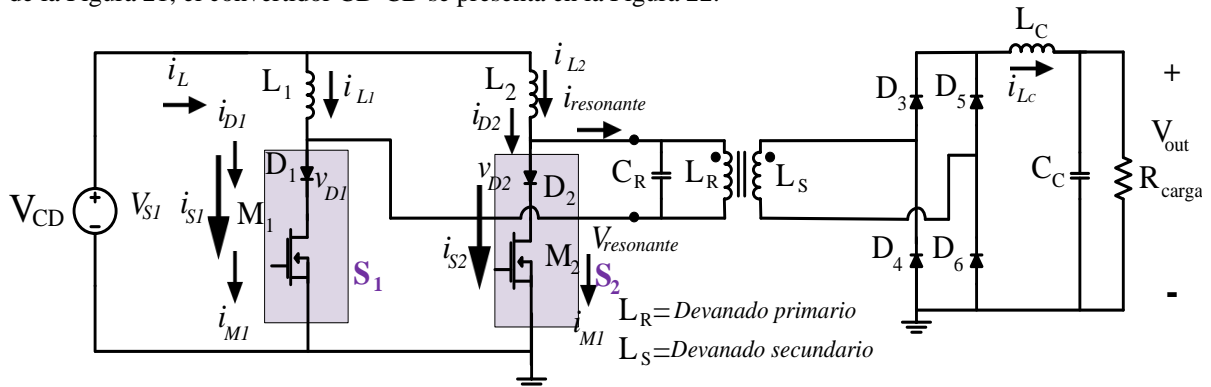 de la Figura 21, el convertidor CD-CD se presenta en la Figura 22.
L_C
i_L
L_1
i_L1
L_2
i_L2
i_resonante
i_D1
i_D2
D_3
D_5
i_Lc
+
V_out
V_CD
V_S1
i_S1
D_1
v_D1
M_1
v_D2
D_2
C_R
L_R
L_S
C_C
R_carga
V_resonante
i_S2
M_2
S_1
S_2
D_4
D_6
i_M1
i_M1
-
L_R=Devanado primario
L_S=Devanado secundario